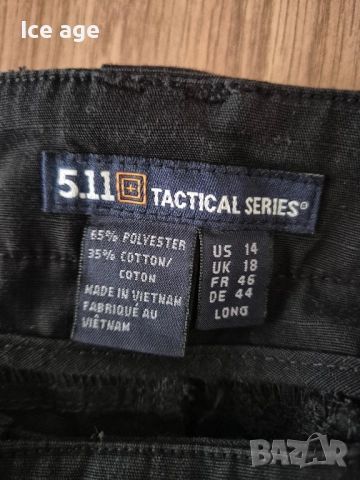 Ice age
5.11 TACTICAL SERIES®
65% POLYESTER
35% COTTON/
COTON
MADE IN VIETNAM
FABRIQUÉ AU
VIÊTNAM
US 14
UK 18
FR 46
DE 44
LONG
BAZAR